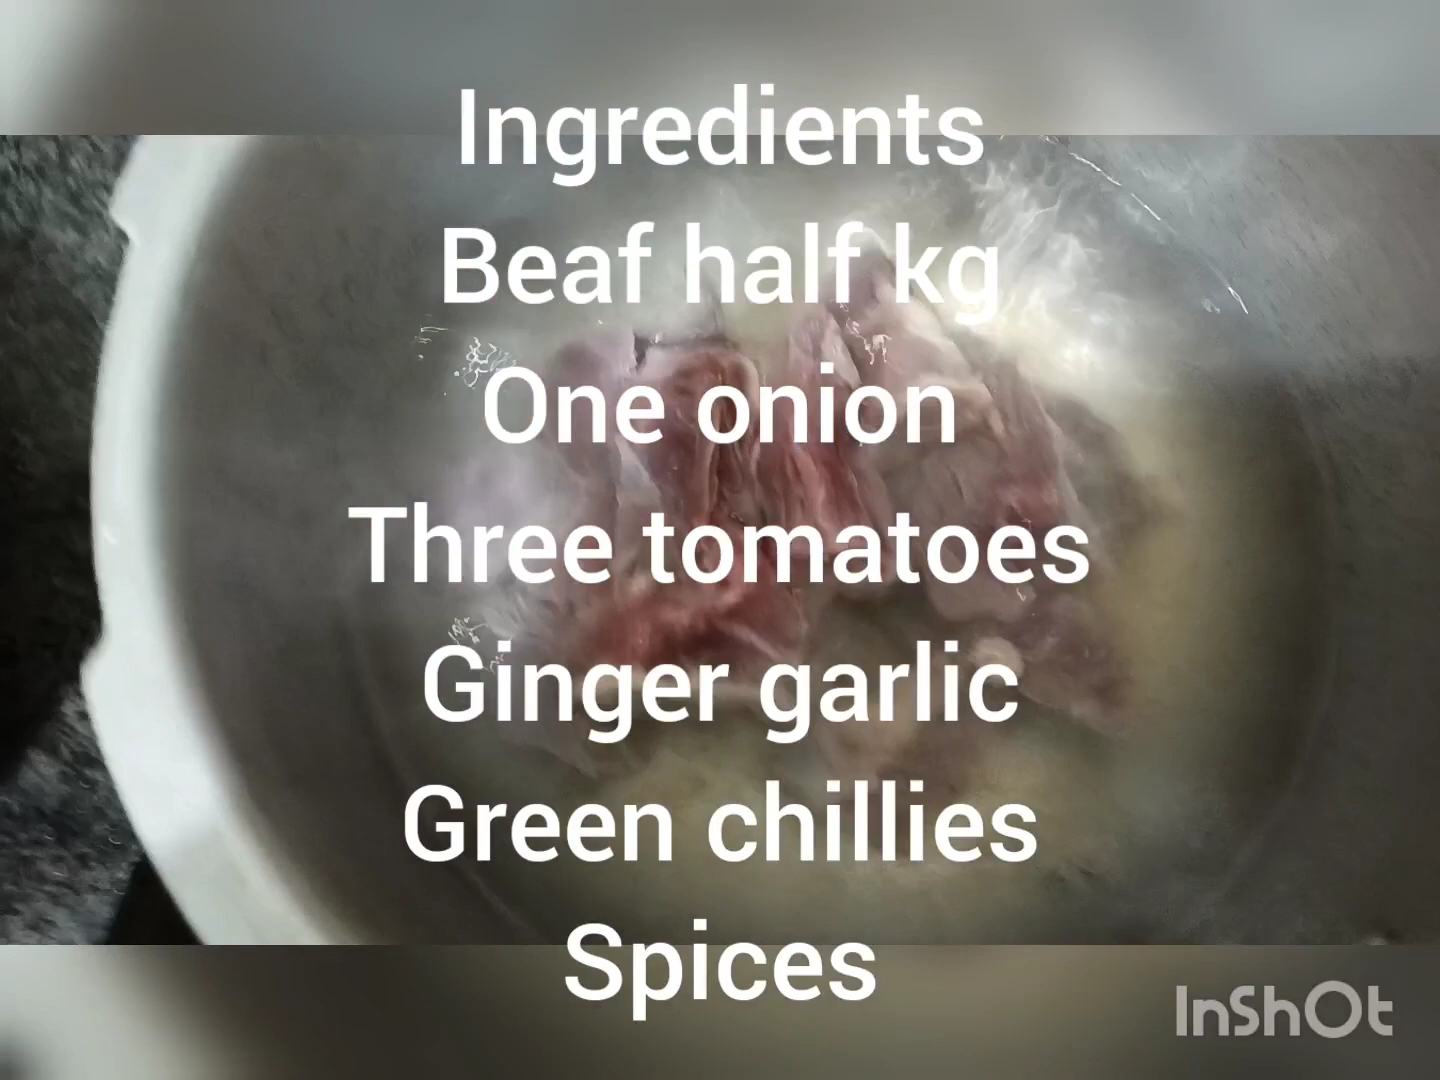 Ingredients
Beaf half kg
One onion
Three tomatoes
Ginger garlic
Green chillies
Spices
InShOt